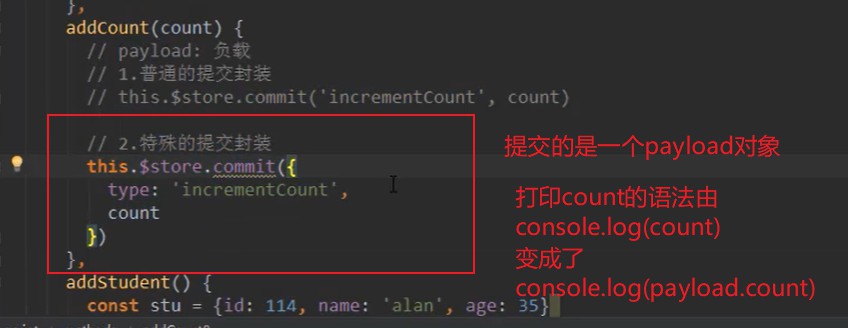 },
addCount(count) {
// payload: 负载
// 1.普通的提交封装
// this.$store.commit('incrementCount', count)
// 2.特殊的提交封装
this.$store.commit({
type: 'incrementCount',
count
})
},
addStudent() {
const stu = {id: 114, name: 'alan', age: 35}
提交的是一个payload对象
打印count的语法由
console.log(count)
变成了
console.log(payload.count)